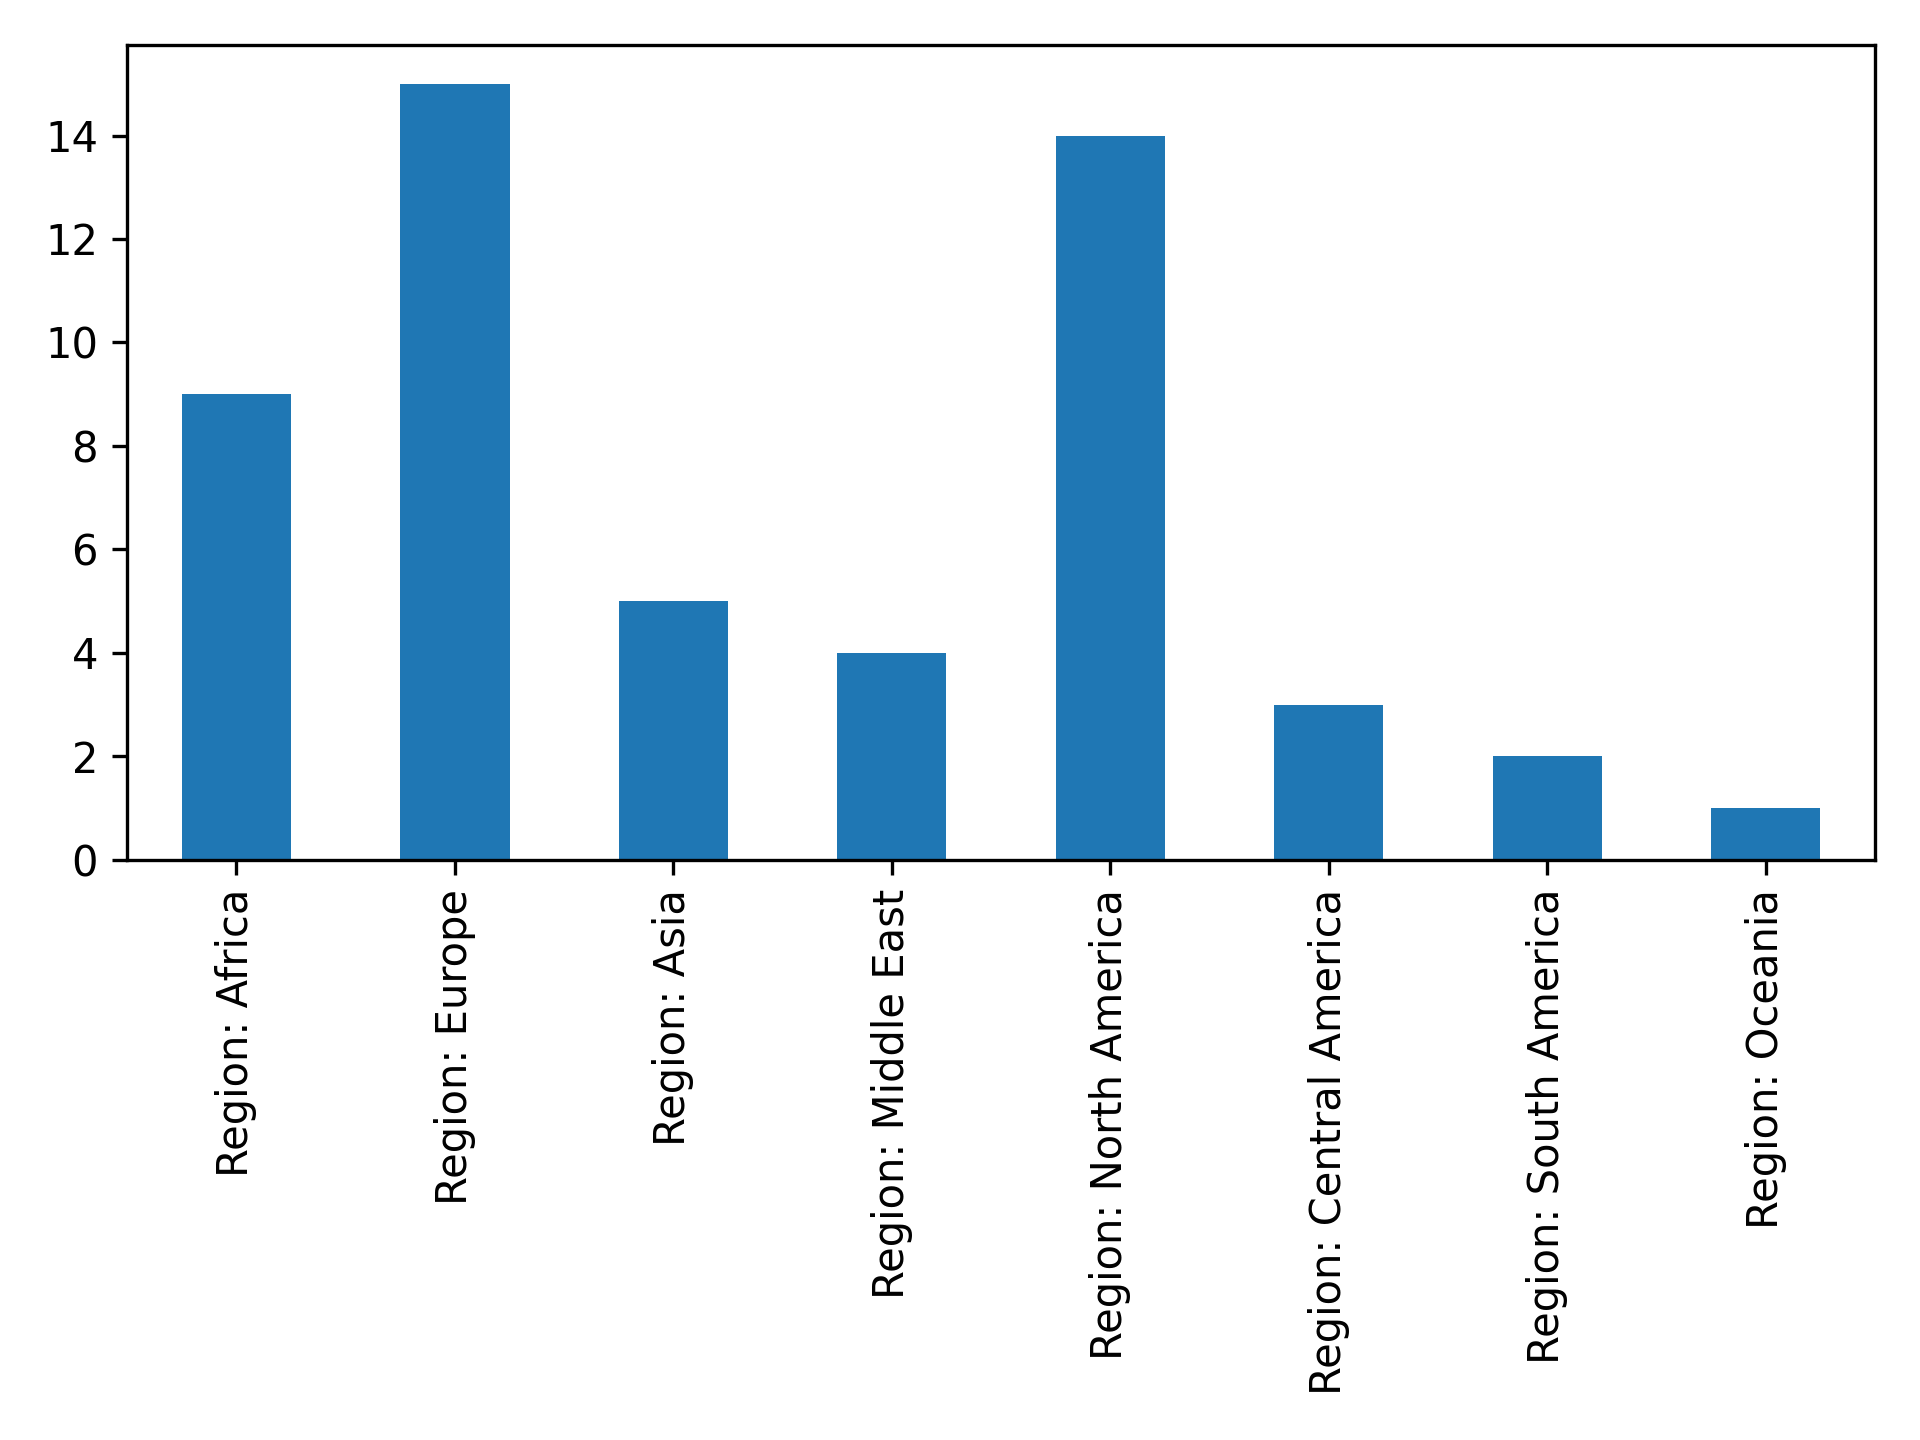 14
12
10
8
6
4
2
0
Region: Africa
Region: Europe
Region: Asia
Region: Middle East
Region: North America
Region: Central America
Region: South America
Region: Oceania